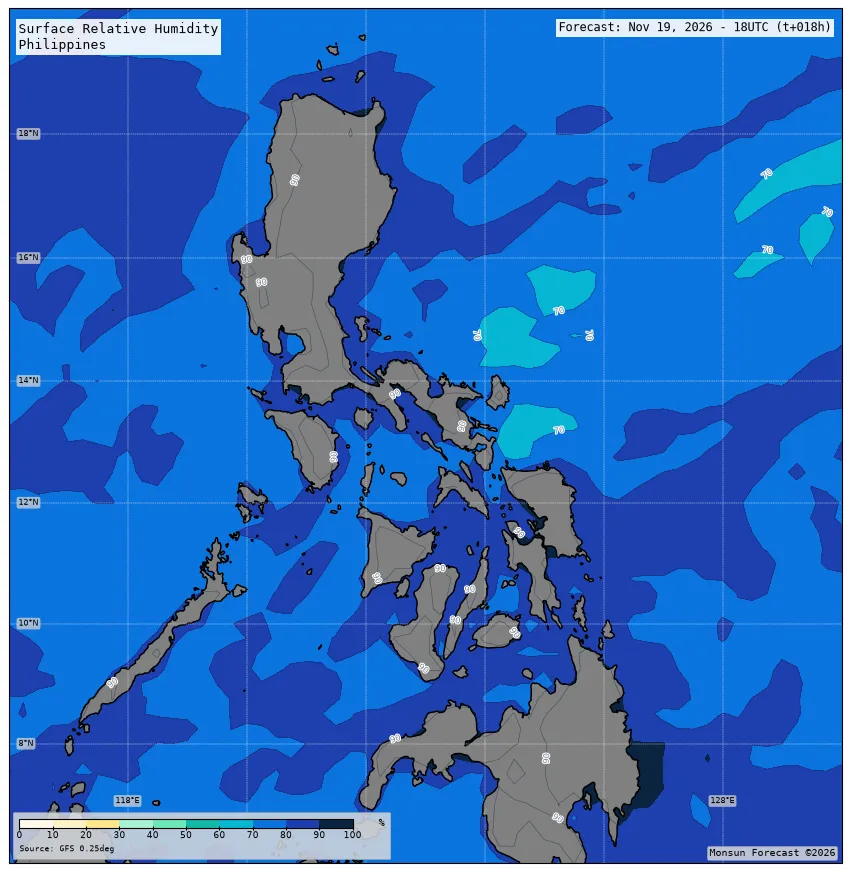 Surface Relative Humidity
Philippines
Forecast: Nov 19, 2026 - 18UTC (t+018h)
18°N
70
90
70
16°N
90
70
90
70
70
70
14°N
90
90
70
90
12°N
90
90
90
90
10°N
90
90
90
90
8°N
90
90
118°E
128°E
90
%
0 10 20 30 40 50 60 70 80 90 100
Source: GFS 0.25deg
Monsun Forecast ©2026